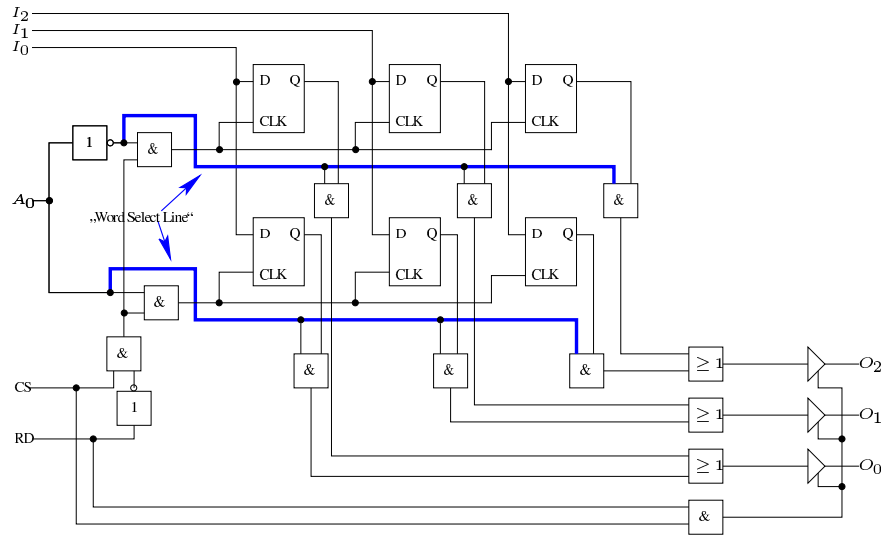 I2
I1
I0
D Q D Q D Q
CLK CLK CLK
1 &
A0 & & &
„Word Select Line“
D Q D Q D Q
CLK CLK CLK
&
&
≥ 1 O2
& & &
CS
1
≥ 1 O1
RD
≥ 1 O0
&